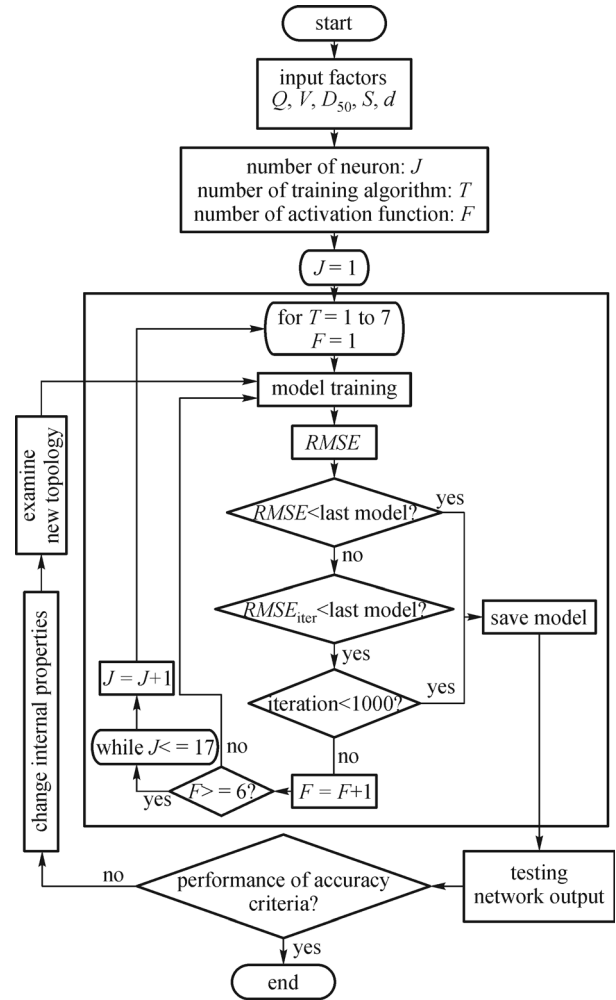 start
input factors
Q, V, D50, S, d
number of neuron: J
number of training algorithm: T
number of activation function: F
J = 1
for T = 1 to 7
F = 1
model training
RMSE
RMSE<last model?
yes
no
RMSEiter<last model?
yes
save model
iteration<1000?
yes
no
F = F+1
F> = 6?
no
yes
while J< = 17
J = J+1
examine
new topology
change internal properties
testing
network output
performance of accuracy
criteria?
no
yes
end